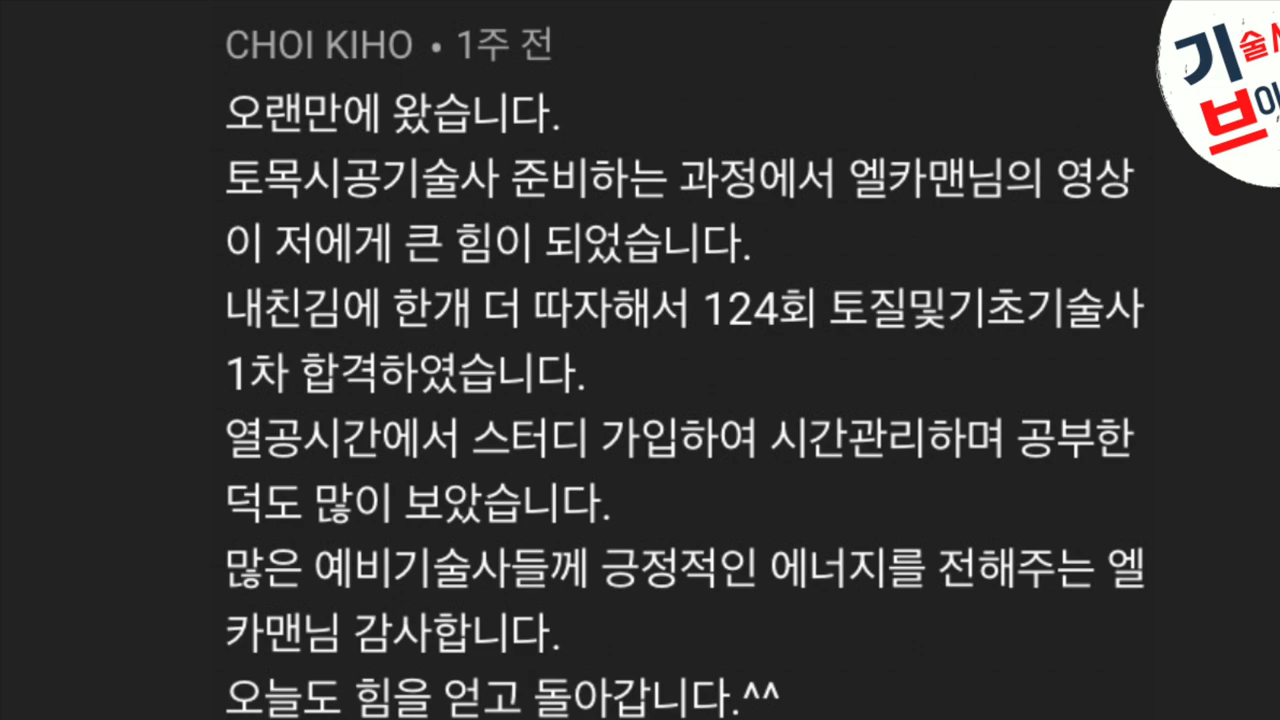 CHOI KIHO • 1주 전
오랜만에 왔습니다.
토목시공기술사 준비하는 과정에서 엘카맨님의 영상
이 저에게 큰 힘이 되었습니다.
내친김에 한개 더 따자해서 124회 토질및기초기술사
1차 합격하였습니다.
열공시간에서 스터디 가입하여 시간관리하며 공부한
덕도 많이 보았습니다.
많은 예비기술사들께 긍정적인 에너지를 전해주는 엘
카맨님 감사합니다.
오늘도 힘을 얻고 돌아갑니다.^^
기술
브